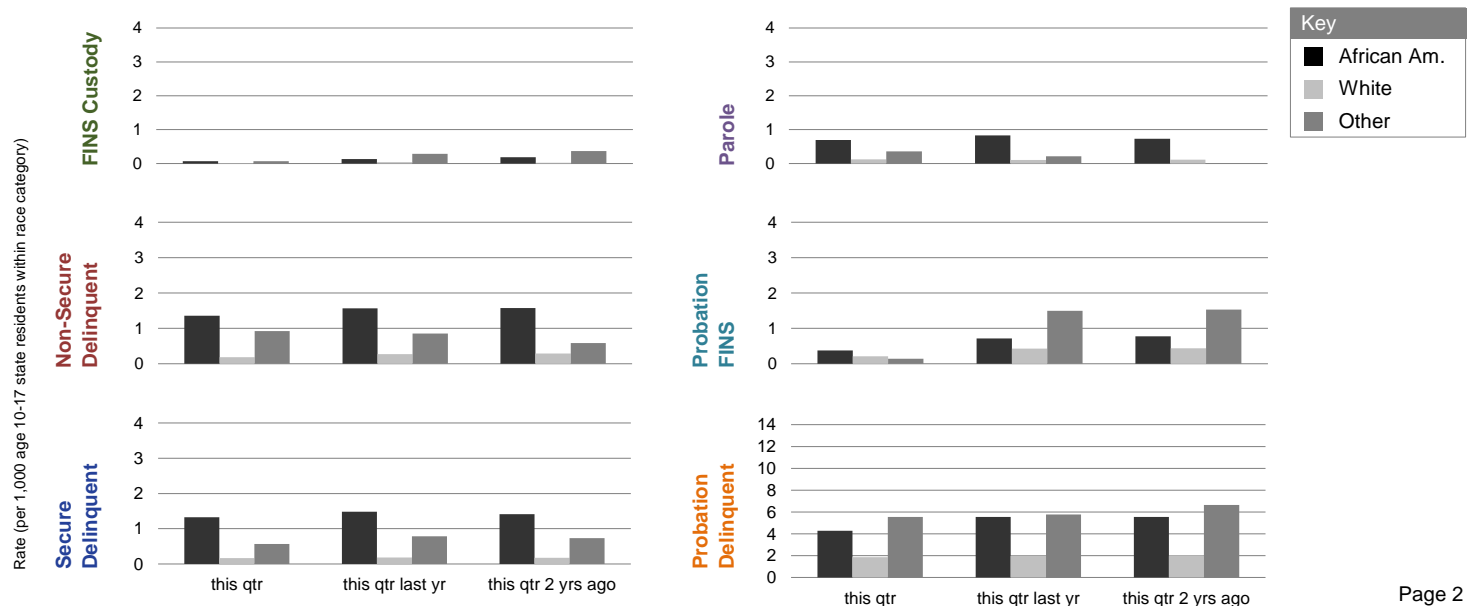 Rate (per 1,000 age 10-17 state residents within race category)
FINS Custody
4
3
2
1
0
Non-Secure
Delinquent
4
3
2
1
0
Secure
Delinquent
4
3
2
1
0
this qtr
this qtr last yr
this qtr 2 yrs ago
Parole
4
3
2
1
0
Probation
FINS
4
3
2
1
0
Probation
Delinquent
14
12
10
8
6
4
2
0
this qtr
this qtr last yr
this qtr 2 yrs ago
Key
African Am.
White
Other
Page 2